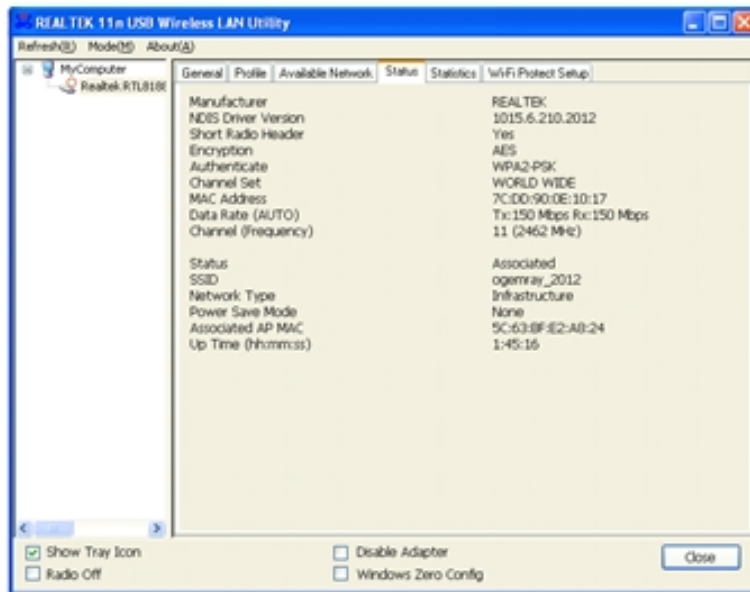 REALTEK 11n USB Wireless LAN Utility
Refresh(R) Mode(M) About(A)
MyComputer
Realtek RTL8188
General Profile Available Network Status Statistics Wi-Fi Protect Setup
Manufacturer REALTEK
NDIS Driver Version 1015.6.210.2012
Short Radio Header Yes
Encryption AES
Authenticate WPA2-PSK
Channel Set WORLD WIDE
MAC Address 7C:DD:90:0E:10:17
Data Rate (AUTO) Tx:150 Mbps Rx:150 Mbps
Channel (Frequency) 11 (2462 MHz)
Status Associated
SSID ogemray_2012
Network Type Infrastructure
Power Save Mode None
Associated AP MAC 5C:63:BF:E2:A8:24
Up Time (hh:mm:ss) 1:45:16
Show Tray Icon Disable Adapter Close
Radio Off Windows Zero Config